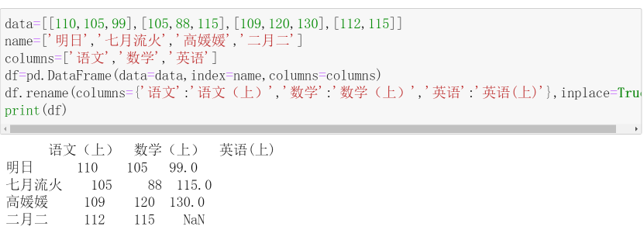 data=[[110,105,99],[105,88,115],[109,120,130],[112,115]]
name=['明日','七月流火','高媛媛','二月二']
columns=['语文','数学','英语']
df=pd.DataFrame(data=data,index=name,columns=columns)
df.rename(columns={'语文':'语文（上）','数学':'数学（上）','英语':'英语(上)'},inplace=Tru
print(df)
语文（上） 数学（上） 英语(上)
明日 110 105 99.0
七月流火 105 88 115.0
高媛媛 109 120 130.0
二月二 112 115 NaN